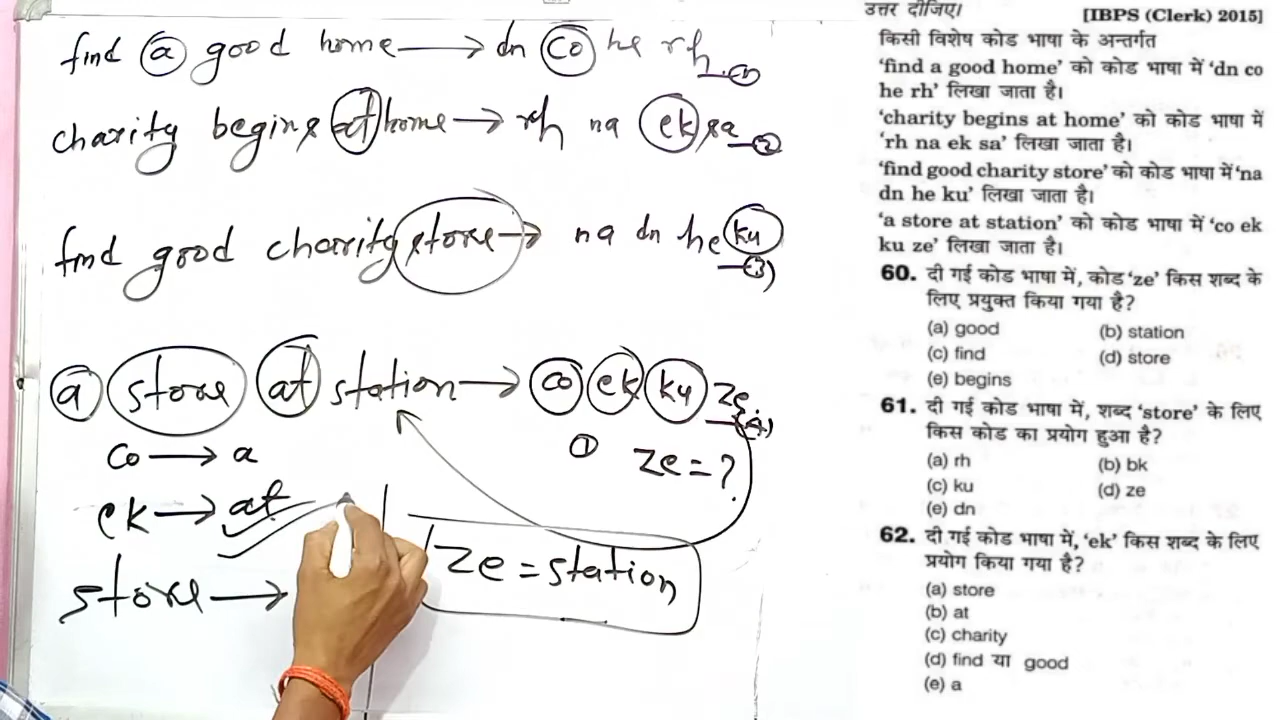 find a good home → dn co he rh ①
charity begins at home → rh na ek sa ②
find good charity store → na dn he ku ③
a store at station → co ek ku ze ④
co → a
① ze = ?
ek → at
ze = station
store →
उत्तर दीजिए।
[IBPS (Clerk) 2015]
किसी विशेष कोड भाषा के अन्तर्गत
'find a good home' को कोड भाषा में 'dn co
he rh' लिखा जाता है।
'charity begins at home' को कोड भाषा में
'rh na ek sa' लिखा जाता है।
'find good charity store' को कोड भाषा में 'na
dn he ku' लिखा जाता है।
'a store at station' को कोड भाषा में 'co ek
ku ze' लिखा जाता है।
60. दी गई कोड भाषा में, कोड 'ze' किस शब्द के
लिए प्रयुक्त किया गया है?
(a) good (b) station
(c) find (d) store
(e) begins
61. दी गई कोड भाषा में, शब्द 'store' के लिए
किस कोड का प्रयोग हुआ है?
(a) rh (b) bk
(c) ku (d) ze
(e) dn
62. दी गई कोड भाषा में, 'ek' किस शब्द के लिए
प्रयोग किया गया है?
(a) store
(b) at
(c) charity
(d) find या good
(e) a